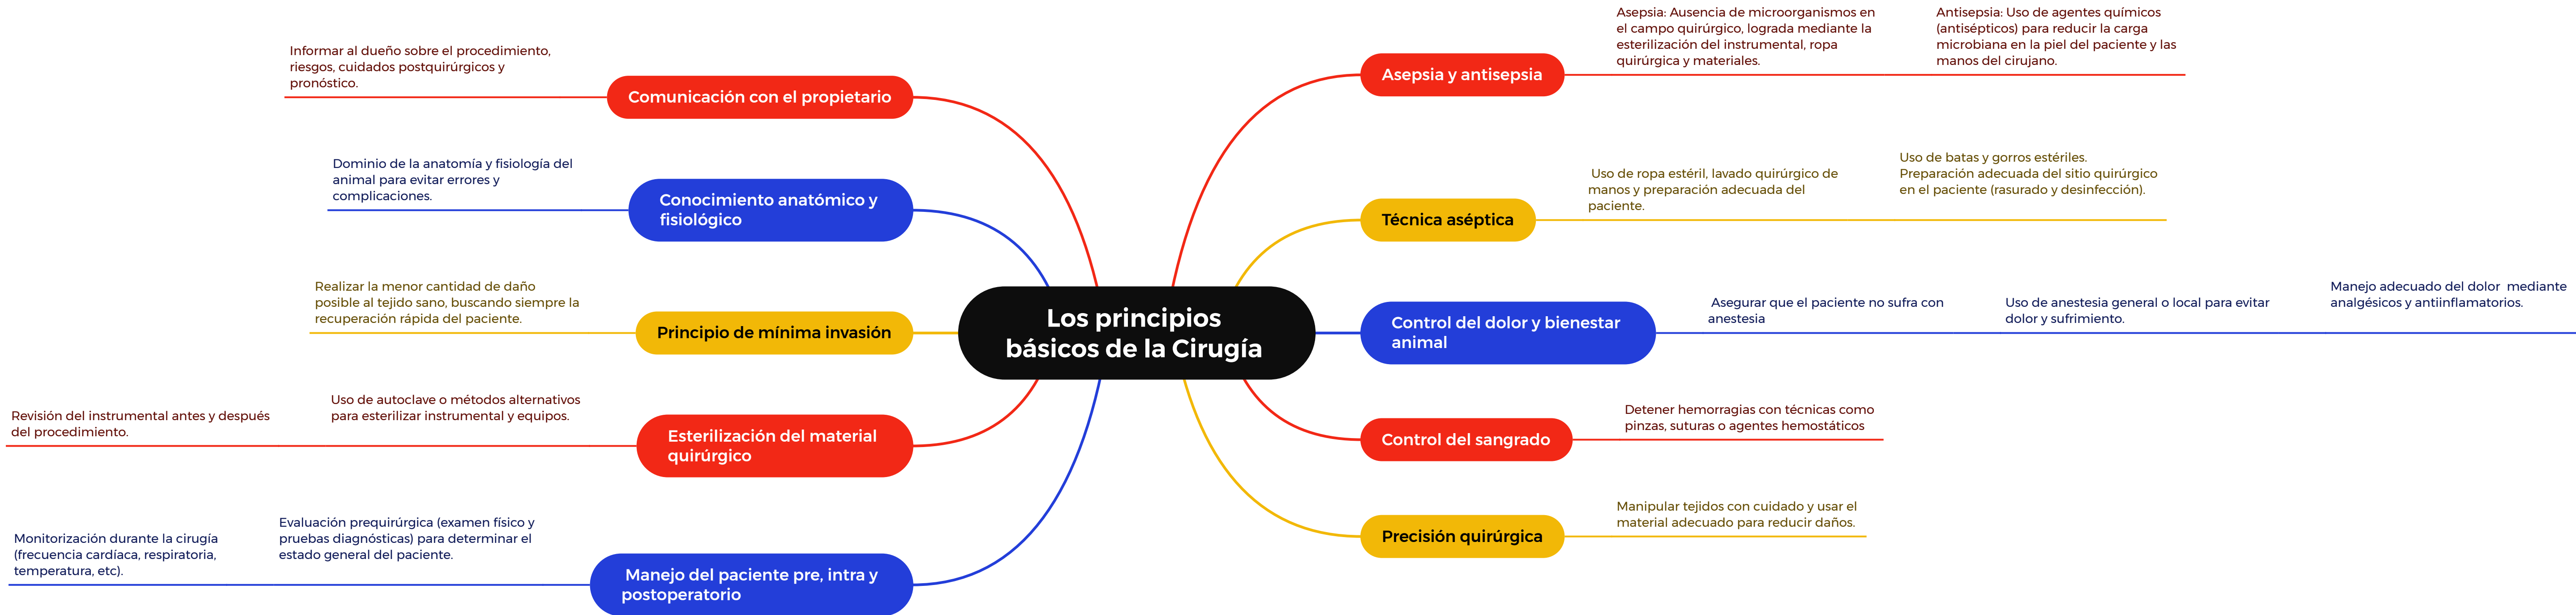 Los principios
básicos de la Cirugía
Asepsia y antisepsia
Asepsia: Ausencia de microorganismos en
el campo quirúrgico, lograda mediante la
esterilización del instrumental, ropa
quirúrgica y materiales.
Antisepsia: Uso de agentes químicos
(antisépticos) para reducir la carga
microbiana en la piel del paciente y las
manos del cirujano.
Técnica aséptica
Uso de ropa estéril, lavado quirúrgico de
manos y preparación adecuada del
paciente.
Uso de batas y gorros estériles.
Preparación adecuada del sitio quirúrgico
en el paciente (rasurado y desinfección).
Control del dolor y bienestar
animal
Asegurar que el paciente no sufra con
anestesia
Uso de anestesia general o local para evitar
dolor y sufrimiento.
Manejo adecuado del dolor mediante
analgésicos y antiinflamatorios.
Control del sangrado
Detener hemorragias con técnicas como
pinzas, suturas o agentes hemostáticos
Precisión quirúrgica
Manipular tejidos con cuidado y usar el
material adecuado para reducir daños.
Comunicación con el propietario
Informar al dueño sobre el procedimiento,
riesgos, cuidados postquirúrgicos y
pronóstico.
Conocimiento anatómico y
fisiológico
Dominio de la anatomía y fisiología del
animal para evitar errores y
complicaciones.
Principio de mínima invasión
Realizar la menor cantidad de daño
posible al tejido sano, buscando siempre la
recuperación rápida del paciente.
Esterilización del material
quirúrgico
Uso de autoclave o métodos alternativos
para esterilizar instrumental y equipos.
Revisión del instrumental antes y después
del procedimiento.
Manejo del paciente pre, intra y
postoperatorio
Evaluación prequirúrgica (examen físico y
pruebas diagnósticas) para determinar el
estado general del paciente.
Monitorización durante la cirugía
(frecuencia cardíaca, respiratoria,
temperatura, etc).